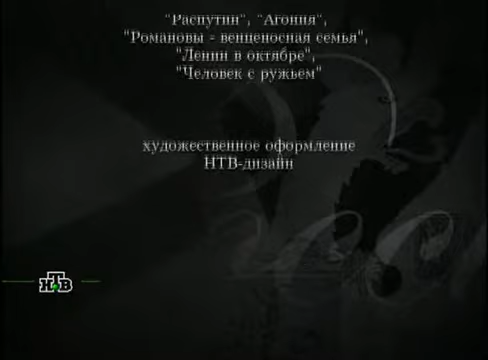 "Распутин", "Агония",
"Романовы - венценосная семья",
"Ленин в октябре",
"Человек с ружьем"
художественное оформление
НТВ-дизайн
НТВ